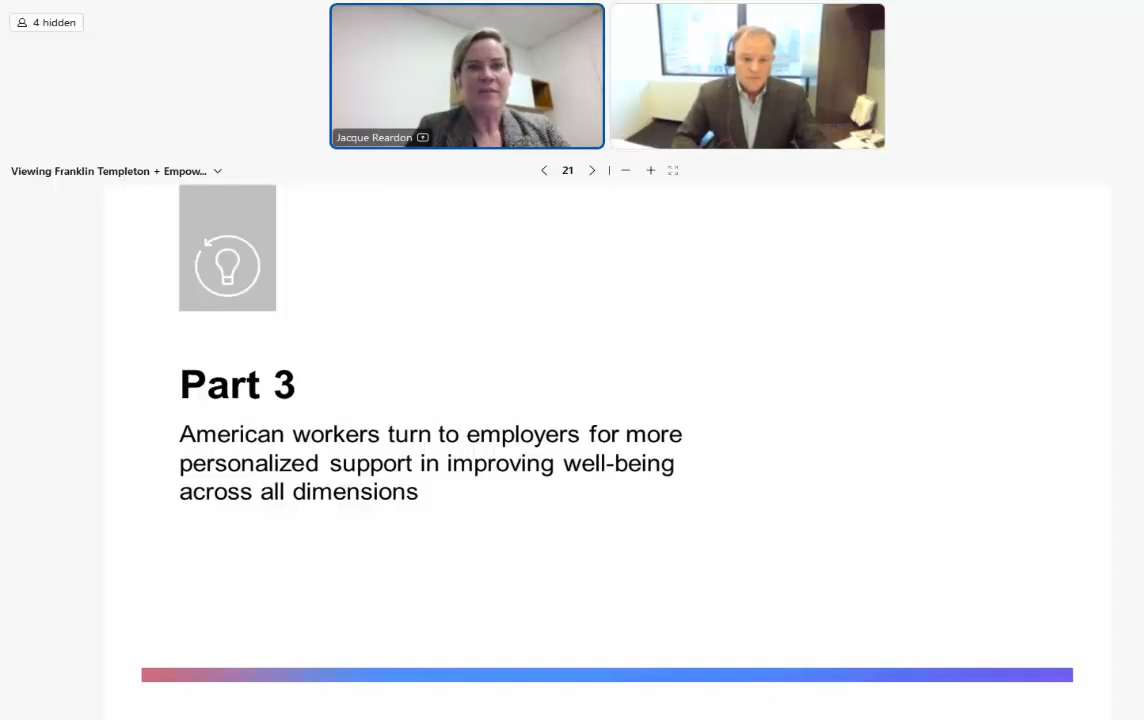 4 hidden
Jacque Reardon
Viewing Franklin Templeton + Empow...
21
Part 3
American workers turn to employers for more
personalized support in improving well-being
across all dimensions